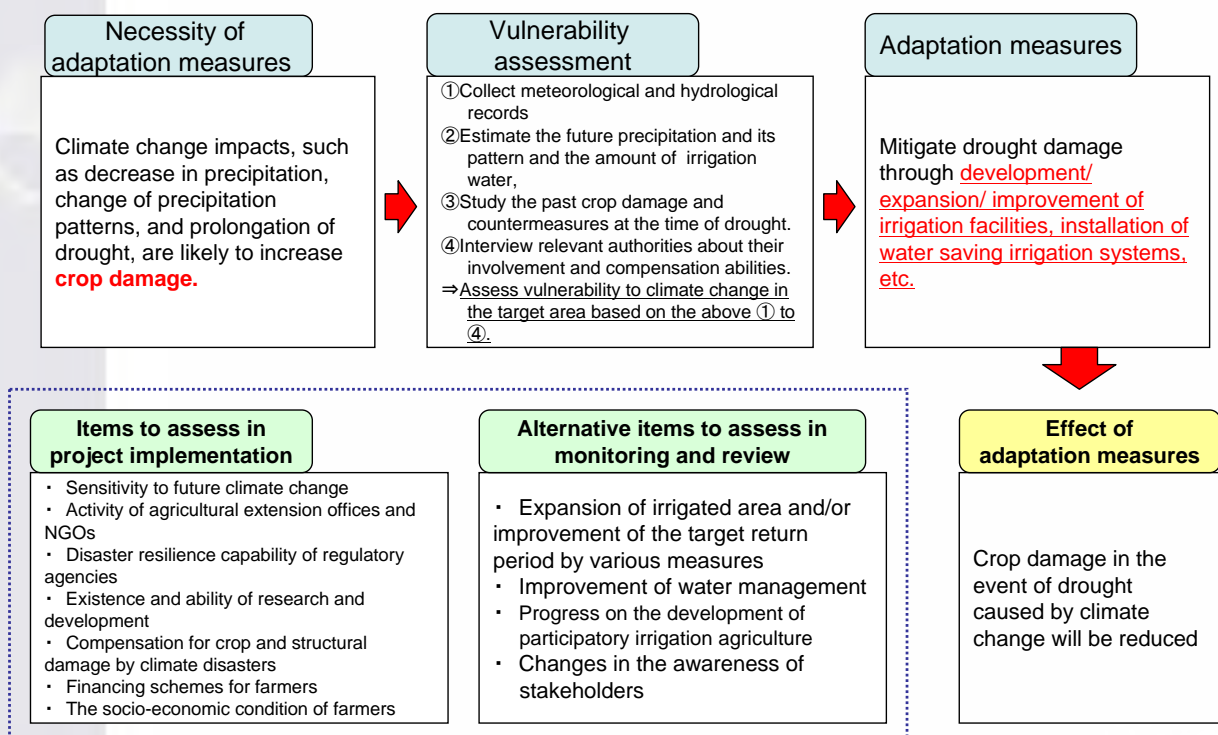 Necessity of
adaptation measures
Climate change impacts, such
as decrease in precipitation,
change of precipitation
patterns, and prolongation of
drought, are likely to increase
crop damage.
Vulnerability
assessment
①Collect meteorological and hydrological
records
②Estimate the future precipitation and its
pattern and the amount of irrigation
water,
③Study the past crop damage and
countermeasures at the time of drought.
④Interview relevant authorities about their
involvement and compensation abilities.
⇒Assess vulnerability to climate change in
the target area based on the above ① to
④.
Adaptation measures
Mitigate drought damage
through development/
expansion/ improvement of
irrigation facilities, installation of
water saving irrigation systems,
etc.
Items to assess in
project implementation
・ Sensitivity to future climate change
・ Activity of agricultural extension offices and
NGOs
・ Disaster resilience capability of regulatory
agencies
・ Existence and ability of research and
development
・ Compensation for crop and structural
damage by climate disasters
・ Financing schemes for farmers
・ The socio-economic condition of farmers
Alternative items to assess in
monitoring and review
・ Expansion of irrigated area and/or
improvement of the target return
period by various measures
・ Improvement of water management
・ Progress on the development of
participatory irrigation agriculture
・ Changes in the awareness of
stakeholders
Effect of
adaptation measures
Crop damage in the
event of drought
caused by climate
change will be reduced